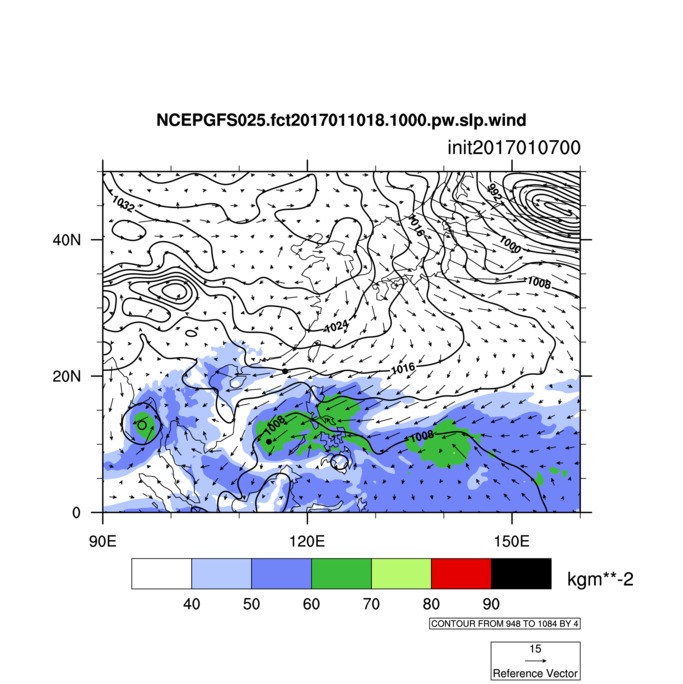 NCEPGFS025.fct2017011018.1000.pw.slp.wind
init2017010700
1032
992
1016
40N
1000
1008
1024
20N
1016
1008
1008
0
90E 120E 150E
40 50 60 70 80 90
kgm**-2
CONTOUR FROM 948 TO 1084 BY 4
15
Reference Vector